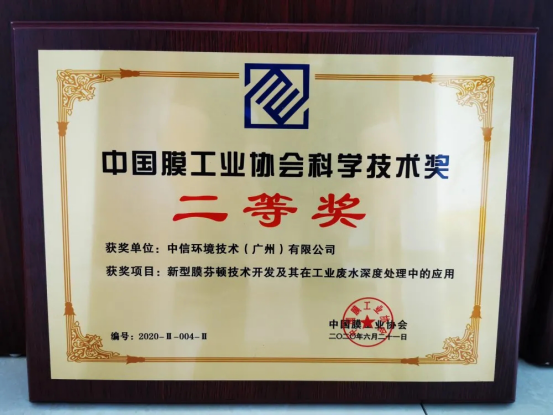 中国膜工业协会科学技术奖
二等奖
获奖单位：中信环境技术（广州）有限公司
获奖项目：新型膜芬顿技术开发及其在工业废水深度处理中的应用
中国膜工业协会
编号：2020-Ⅱ-004-Ⅱ
二〇二〇年六月二十一日